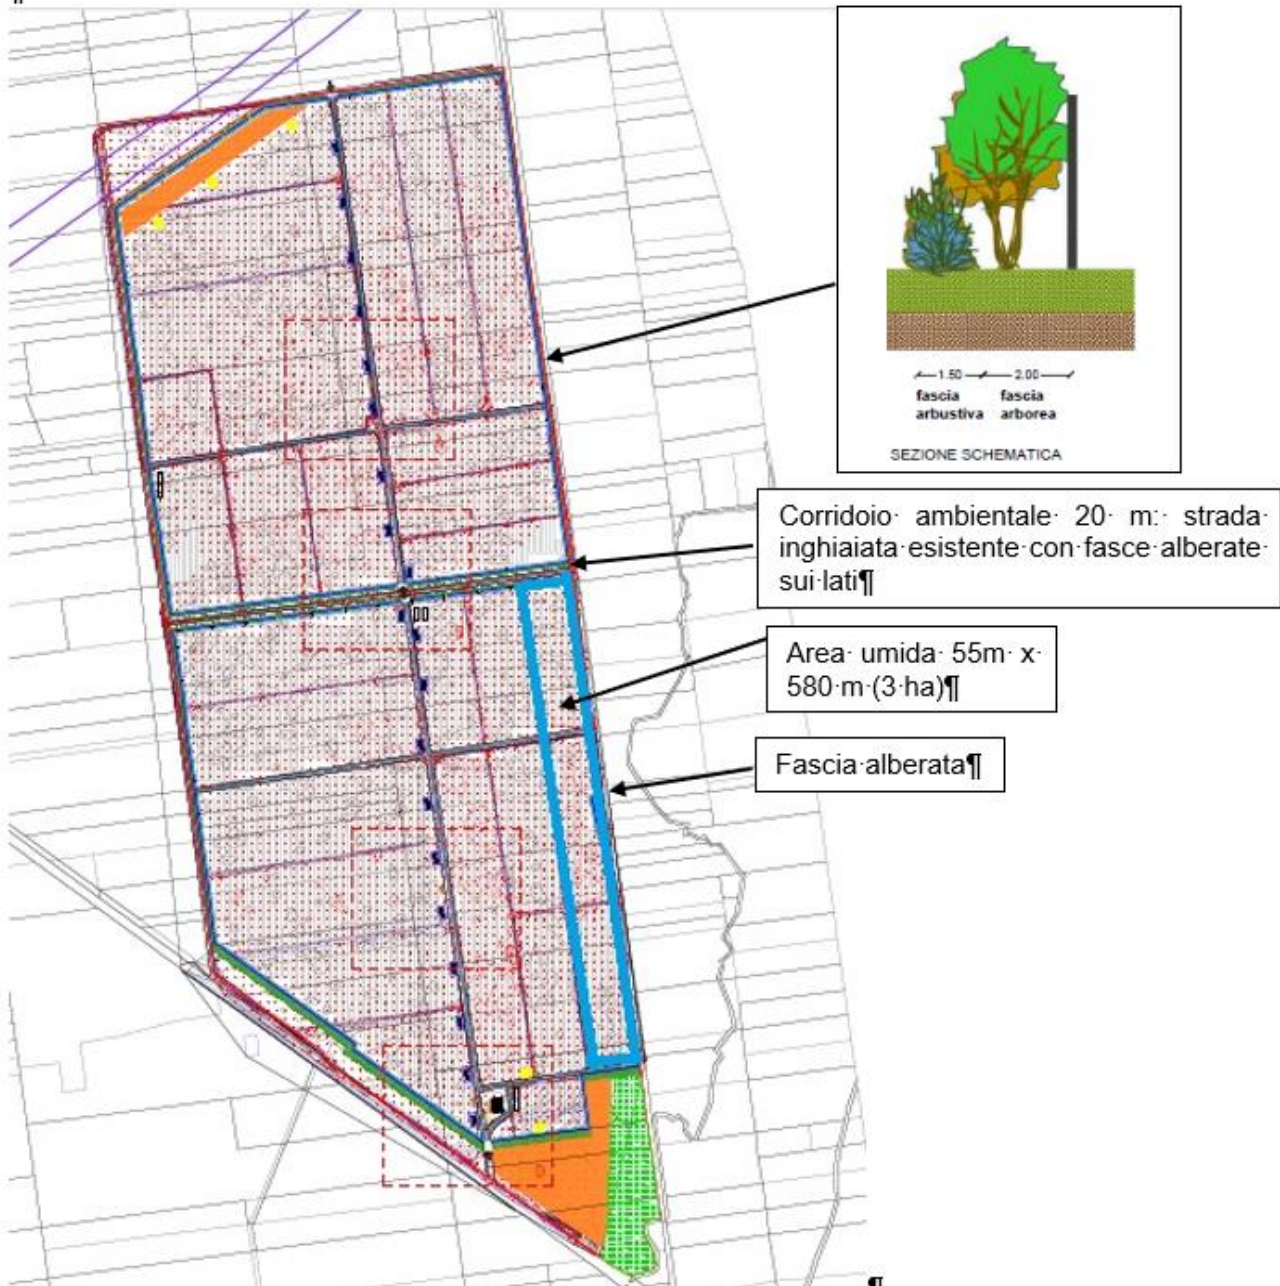 1.50 2.00
fascia fascia
arbustiva arborea
SEZIONE SCHEMATICA
Corridoio· ambientale· 20· m:· strada·
inghiaiata·esistente·con·fasce·alberate·
sui·lati¶
Area· umida· 55m· x·
580·m·(3·ha)¶
Fascia·alberata¶
¶